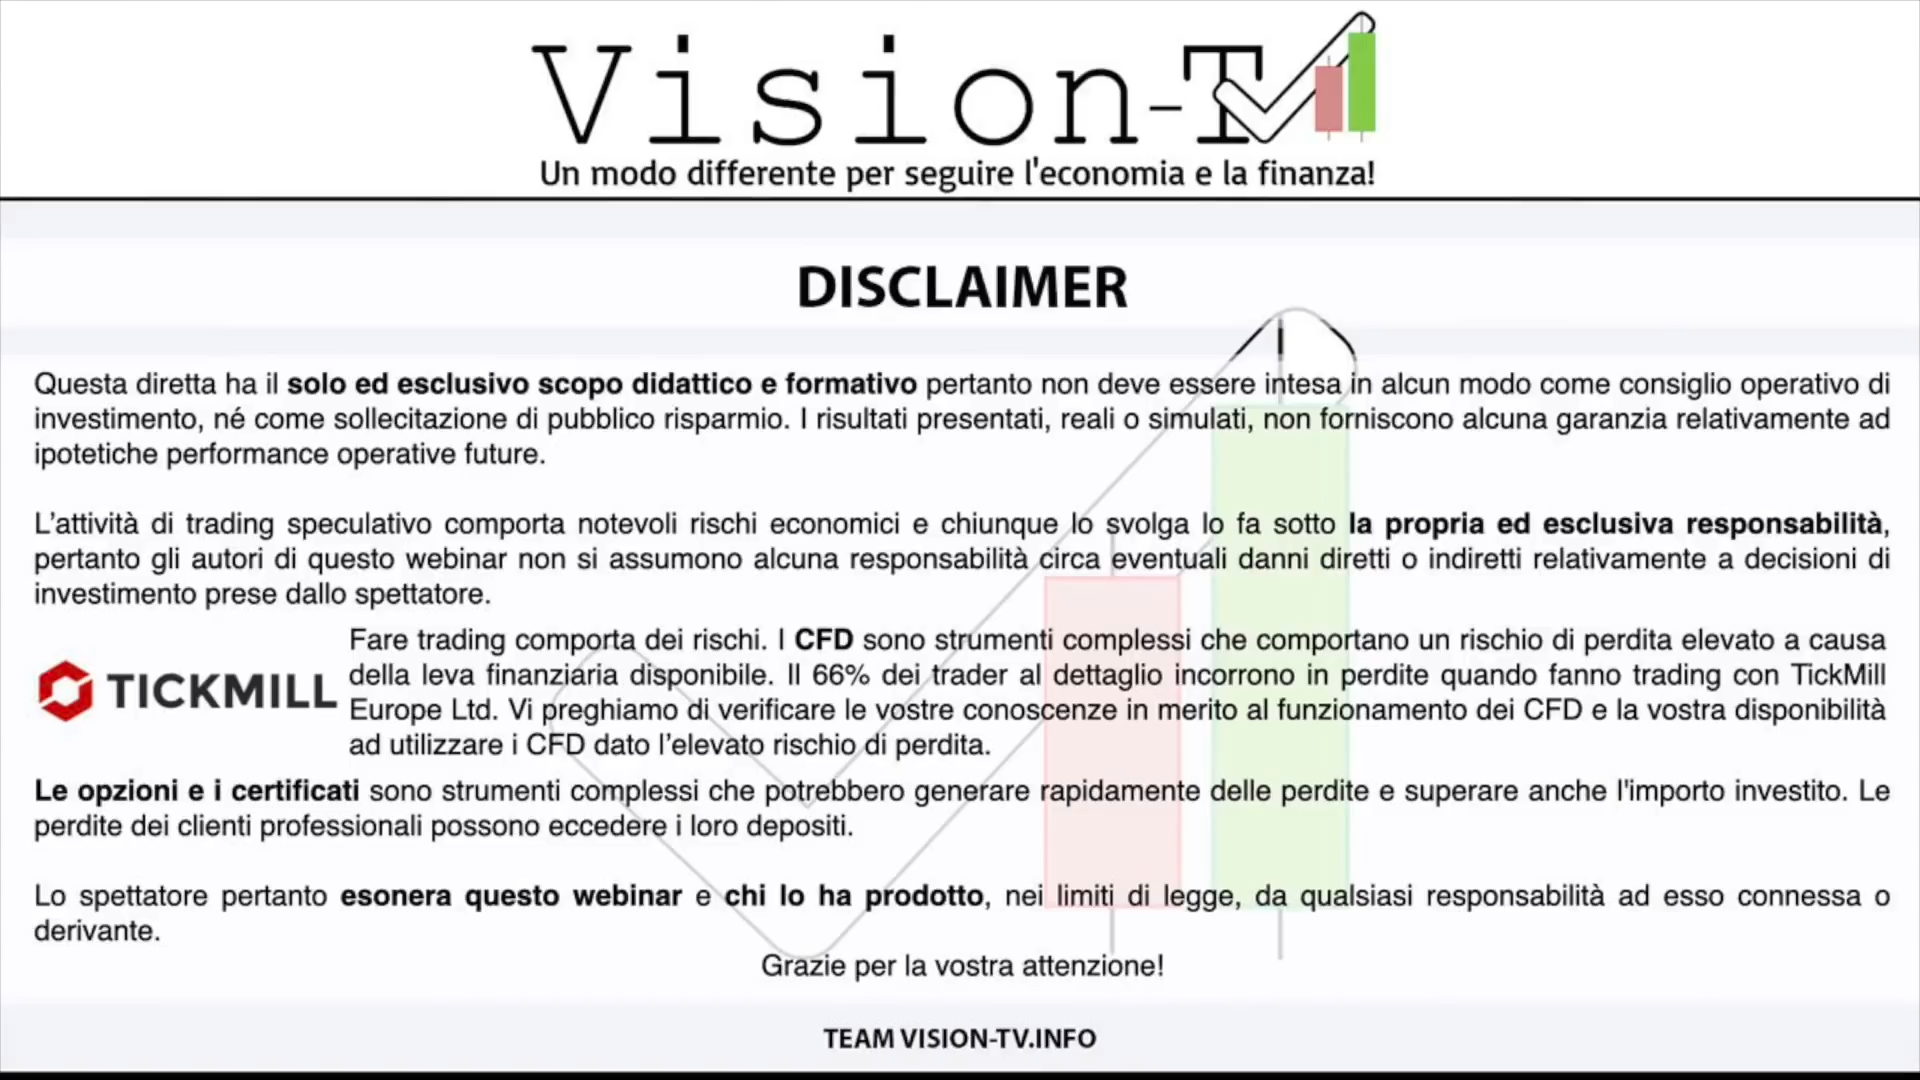 Vision-TV
Un modo differente per seguire l'economia e la finanza!
DISCLAIMER
Questa diretta ha il solo ed esclusivo scopo didattico e formativo pertanto non deve essere intesa in alcun modo come consiglio operativo di
investimento, né come sollecitazione di pubblico risparmio. I risultati presentati, reali o simulati, non forniscono alcuna garanzia relativamente ad
ipotetiche performance operative future.
L’attività di trading speculativo comporta notevoli rischi economici e chiunque lo svolga lo fa sotto la propria ed esclusiva responsabilità,
pertanto gli autori di questo webinar non si assumono alcuna responsabilità circa eventuali danni diretti o indiretti relativamente a decisioni di
investimento prese dallo spettatore.
TICKMILL
Fare trading comporta dei rischi. I CFD sono strumenti complessi che comportano un rischio di perdita elevato a causa
della leva finanziaria disponibile. Il 66% dei trader al dettaglio incorrono in perdite quando fanno trading con TickMill
Europe Ltd. Vi preghiamo di verificare le vostre conoscenze in merito al funzionamento dei CFD e la vostra disponibilità
ad utilizzare i CFD dato l’elevato rischio di perdita.
Le opzioni e i certificati sono strumenti complessi che potrebbero generare rapidamente delle perdite e superare anche l'importo investito. Le
perdite dei clienti professionali possono eccedere i loro depositi.
Lo spettatore pertanto esonera questo webinar e chi lo ha prodotto, nei limiti di legge, da qualsiasi responsabilità ad esso connessa o
derivante.
Grazie per la vostra attenzione!
TEAM VISION-TV.INFO